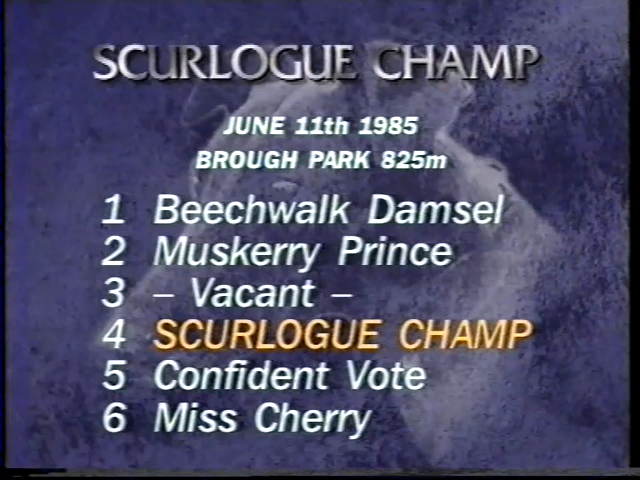 SCURLOGUE CHAMP
JUNE 11th 1985
BROUGH PARK 825m
1 Beechwalk Damsel
2 Muskerry Prince
3 – Vacant –
4 SCURLOGUE CHAMP
5 Confident Vote
6 Miss Cherry